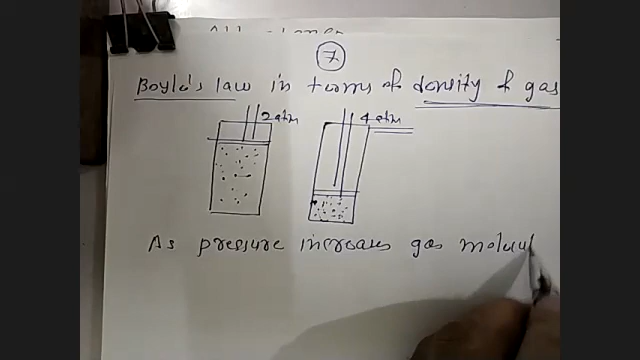 7
Boyle's law in terms of density of gas
2 atm 4 atm
As pressure increases gas molecul